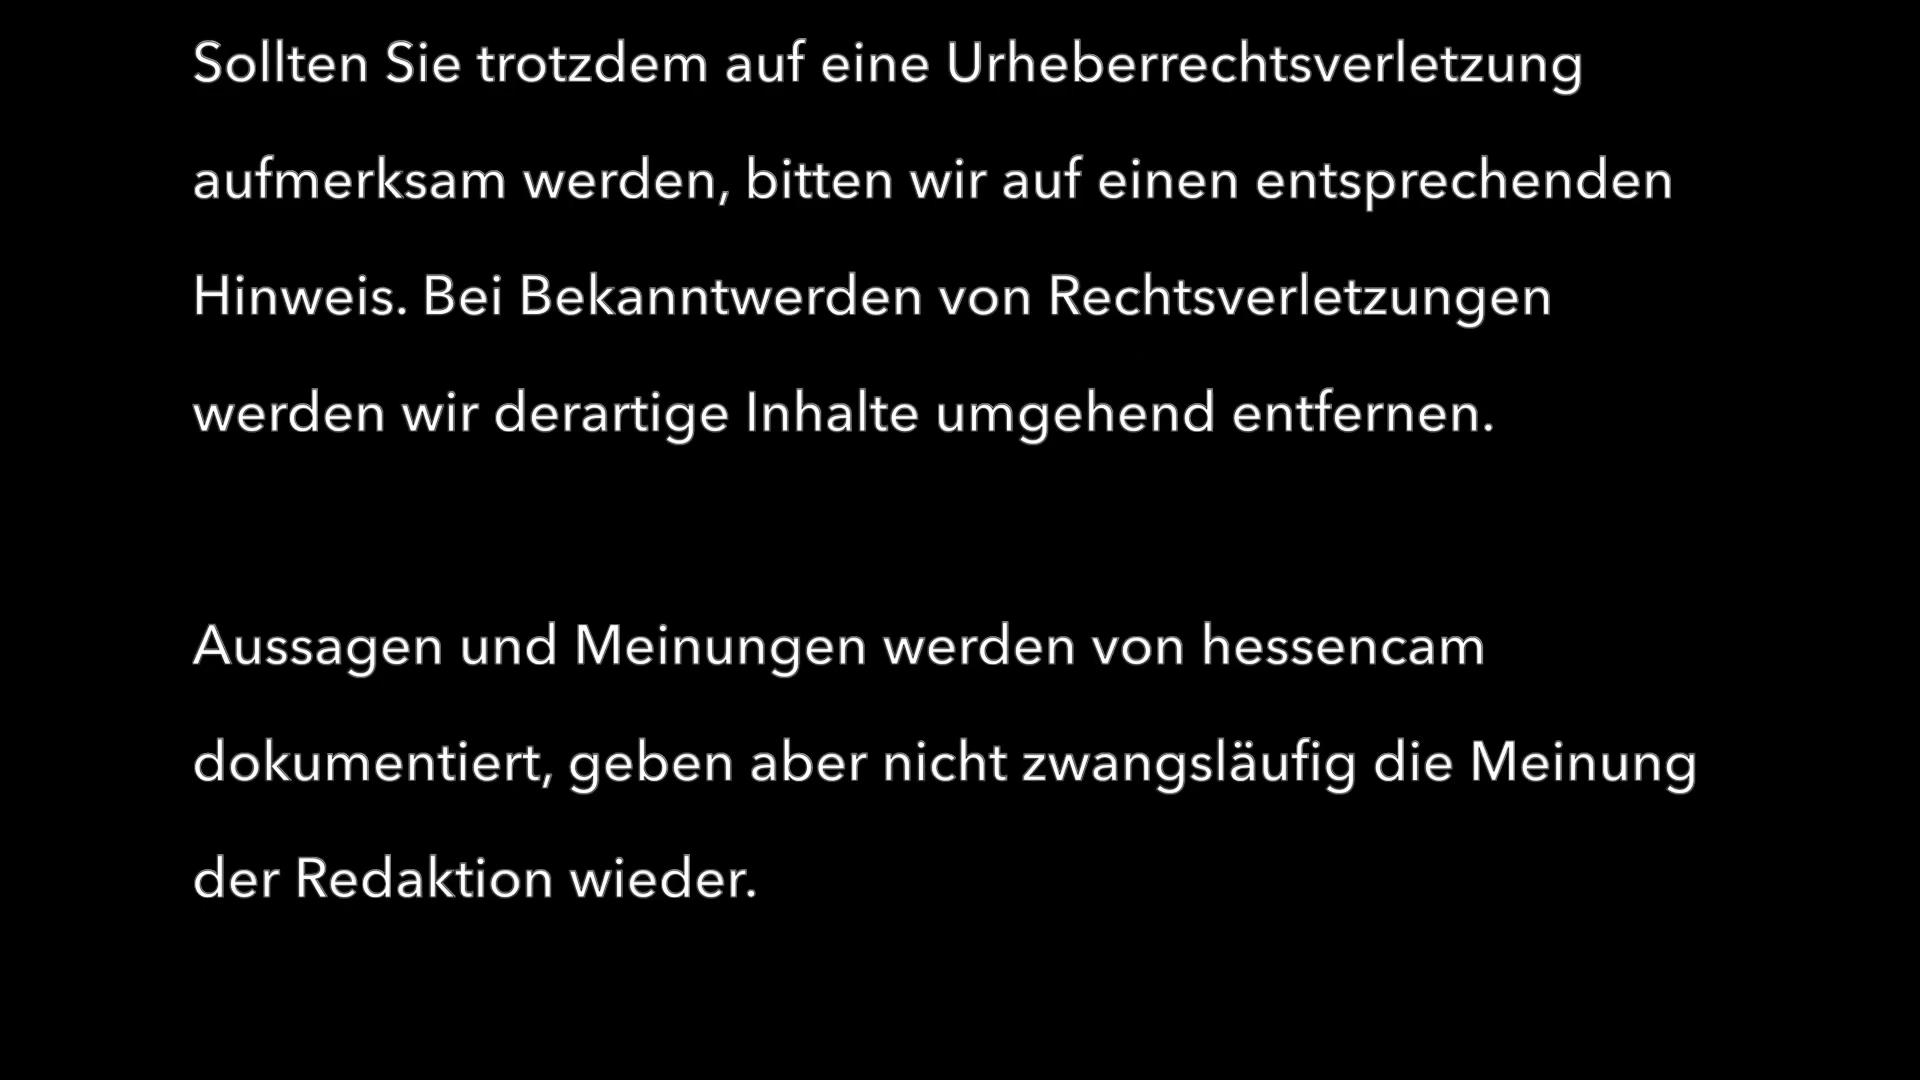 Sollten Sie trotzdem auf eine Urheberrechtsverletzung
aufmerksam werden, bitten wir auf einen entsprechenden
Hinweis. Bei Bekanntwerden von Rechtsverletzungen
werden wir derartige Inhalte umgehend entfernen.
Aussagen und Meinungen werden von hessencam
dokumentiert, geben aber nicht zwangsläufig die Meinung
der Redaktion wieder.